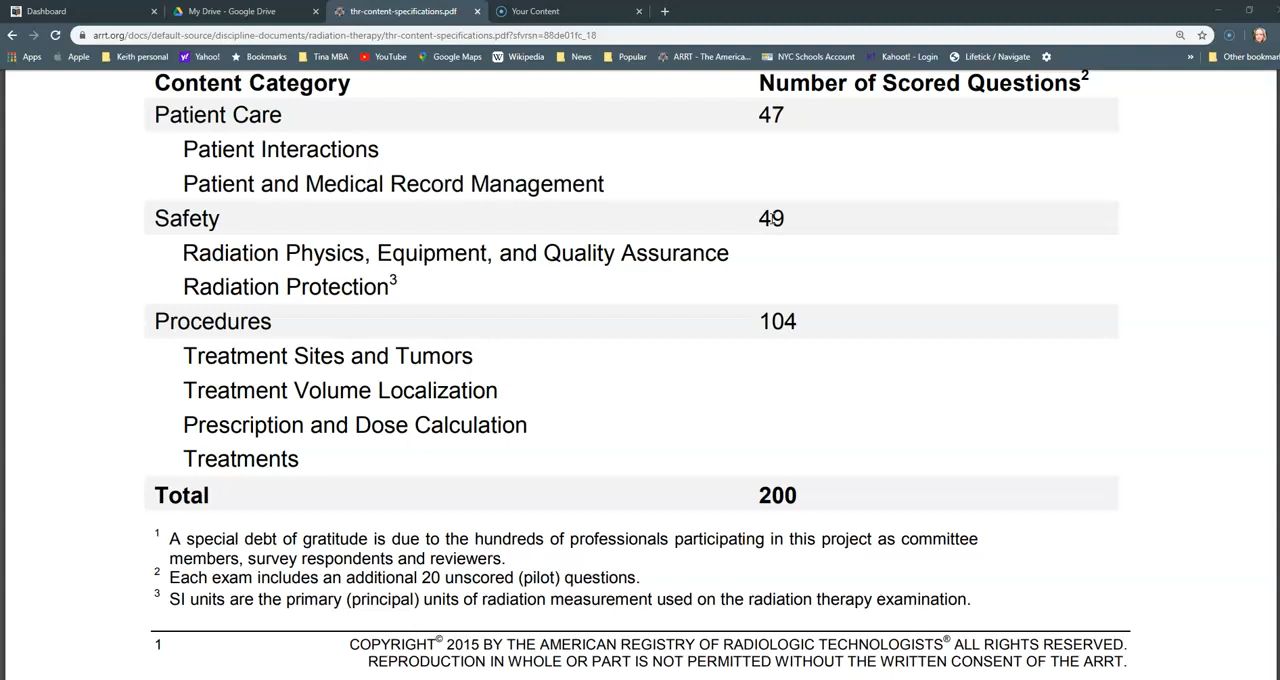 Dashboard
My Drive - Google Drive
thr-content-specifications.pdf
Your Content
arrt.org/docs/default-source/discipline-documents/radiation-therapy/thr-content-specifications.pdf?sfvrsn=88de01fc_18
Apps Apple Keith personal Yahoo! Bookmarks Tina MBA YouTube Google Maps Wikipedia News Popular ARRT - The America... NYC Schools Account Kahoot! - Login Lifetick / Navigate » Other bookmar
Content Category Number of Scored Questions2
Patient Care 47
Patient Interactions
Patient and Medical Record Management
Safety 49
Radiation Physics, Equipment, and Quality Assurance
Radiation Protection3
Procedures 104
Treatment Sites and Tumors
Treatment Volume Localization
Prescription and Dose Calculation
Treatments
Total 200
1 A special debt of gratitude is due to the hundreds of professionals participating in this project as committee
members, survey respondents and reviewers.
2 Each exam includes an additional 20 unscored (pilot) questions.
3 SI units are the primary (principal) units of radiation measurement used on the radiation therapy examination.
1 COPYRIGHT© 2015 BY THE AMERICAN REGISTRY OF RADIOLOGIC TECHNOLOGISTS® ALL RIGHTS RESERVED.
REPRODUCTION IN WHOLE OR PART IS NOT PERMITTED WITHOUT THE WRITTEN CONSENT OF THE ARRT.